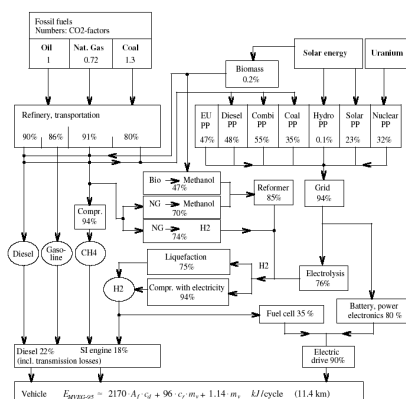 Fossil fuels
Numbers: CO2-factors
Oil Nat. Gas Coal
1 0.72 1.3
Solar energy Uranium
Biomass
0.2%
Refinery, transportation
90% 86% 91% 80%
EU PP 47%
Diesel PP 48%
Combi PP 55%
Coal PP 35%
Hydro PP 0.1%
Solar PP 23%
Nuclear PP 32%
Bio Methanol
47%
NG Methanol
70%
NG H2
74%
Reformer
85%
Grid
94%
Compr.
94%
Diesel
Gaso-
line
CH4
Liquefaction
75%
H2
H2
Compr. with electricity
94%
Electrolysis
76%
Fuel cell 35 %
Battery, power
electronics 80 %
Diesel 22% SI engine 18%
(incl. transmission losses)
Electric
drive 90%
Vehicle E_MVEG-95 ≈ 2170 · A_f · c_d + 96 · c_r · m_v + 1.14 · m_v kJ/cycle (11.4 km)